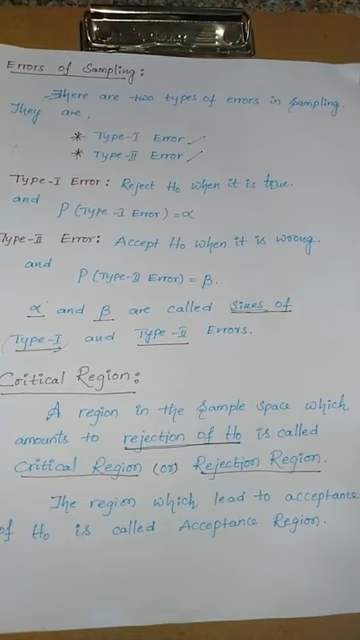 Errors of Sampling:
There are two types of errors in Sampling.
They are,
* Type-I Error ✓
* Type-II Error ✓
Type-I Error: Reject H₀ when it is true.
and
P(Type-I Error) = α
Type-II Error: Accept H₀ when it is wrong.
and
P(Type-II Error) = β.
α and β are called Sizes of
Type-I and Type-II Errors.
Critical Region:
A region in the Sample space which
amounts to rejection of H₀ is called
Critical Region (or) Rejection Region.
The region which lead to acceptance
of H₀ is called Acceptance Region.